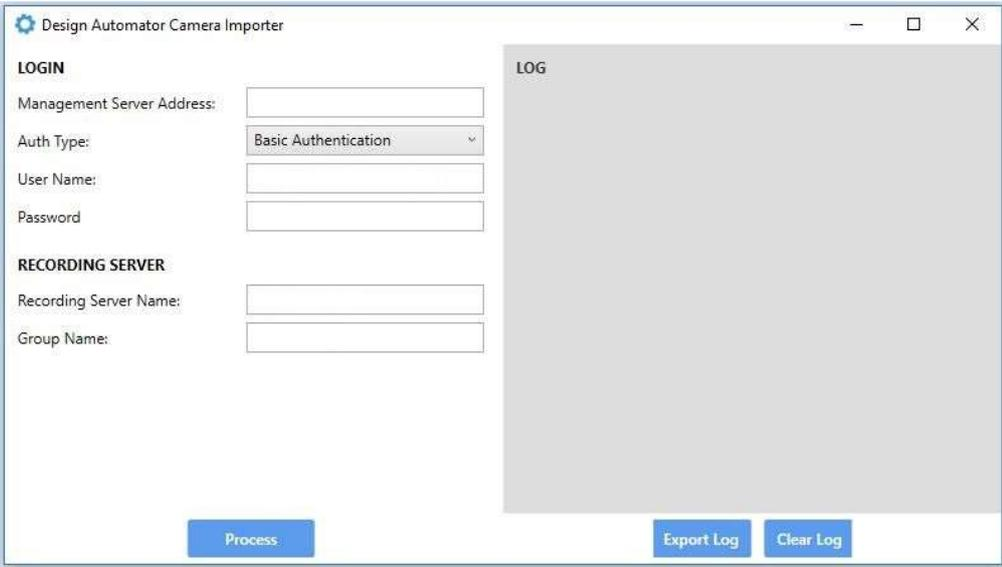 Design Automator Camera Importer
LOGIN
Management Server Address:
Auth Type: Basic Authentication
User Name:
Password
RECORDING SERVER
Recording Server Name:
Group Name:
Process
LOG
Export Log Clear Log